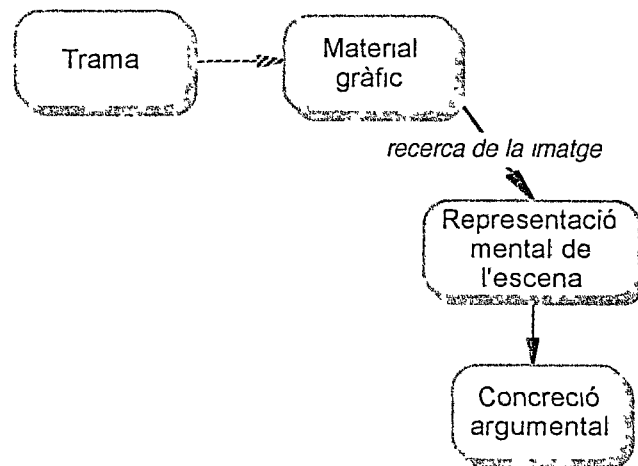 Trama
Material
gràfic
recerca de la imatge
Representació
mental de
l'escena
Concreció
argumental